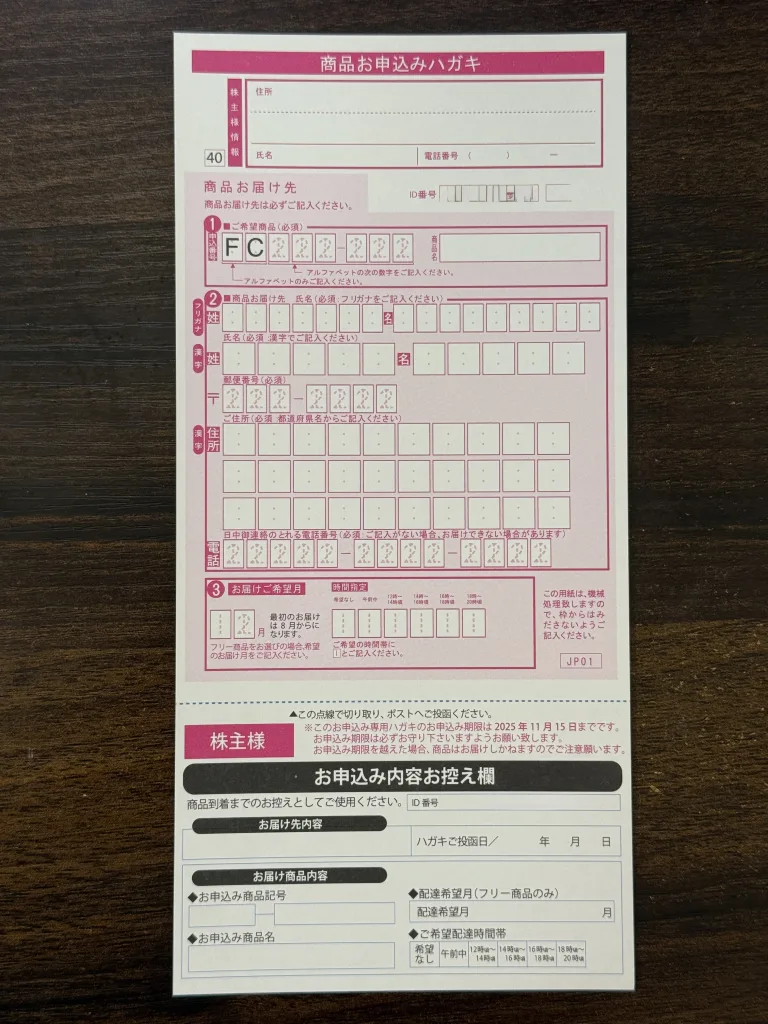 商品お申込みハガキ
株主様情報
住所
40
氏名 電話番号 ( ) ―
商品お届け先
商品お届け先は必ずご記入ください。
ID番号
1 ■ご希望商品(必須)
申込番号
F C
商品名
アルファベットの次の数字をご記入ください。
アルファベットのみご記入ください。
2 ■商品お届け先 氏名(必須:フリガナをご記入ください)
フリガナ 姓 名
氏名(必須:漢字でご記入ください)
漢字 姓 名
郵便番号(必須)
〒
ご住所(必須:都道府県名からご記入ください)
漢字 住所
日中御連絡のとれる電話番号(必須:ご記入がない場合、お届けできない場合があります)
電話
3 お届けご希望月
月
最初のお届け
は8月からに
なります。
フリー商品をお選びの場合、希望
のお届け月をご記入ください。
時間指定
希望なし 午前中 12時~14時頃 14時~16時頃 16時~18時頃 18時~20時頃
ご希望の時間帯に
1とご記入ください。
この用紙は、機械
処理致しますの
で、枠からはみ
ださないようご
記入ください。
JP01
▲この点線で切り取り、ポストへご投函ください。
株主様
※このお申込み専用ハガキのお申込み期限は2025年11月15日までです。
お申込み期限は必ずお守り下さいますようお願い致します。
お申込み期限を越えた場合、商品はお届けしかねますのでご注意願います。
お申込み内容お控え欄
商品到着までのお控えとしてご使用ください。
ID番号
お届け先内容
ハガキご投函日/ 年 月 日
お届け商品内容
◆お申込み商品記号
◆お申込み商品名
◆配達希望月(フリー商品のみ)
配達希望月 月
◆ご希望配達時間帯
希望なし 午前中 12時頃~14時頃 14時頃~16時頃 16時頃~18時頃 18時頃~20時頃